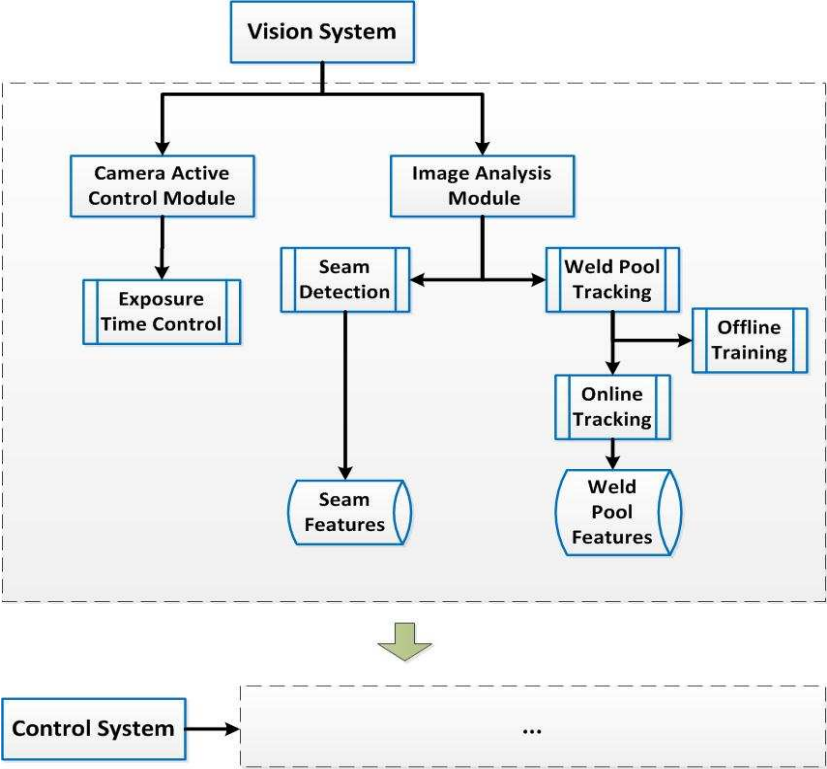 Vision System
Camera Active
Control Module
Image Analysis
Module
Exposure
Time Control
Seam
Detection
Weld Pool
Tracking
Offline
Training
Online
Tracking
Seam
Features
Weld
Pool
Features
Control System
...